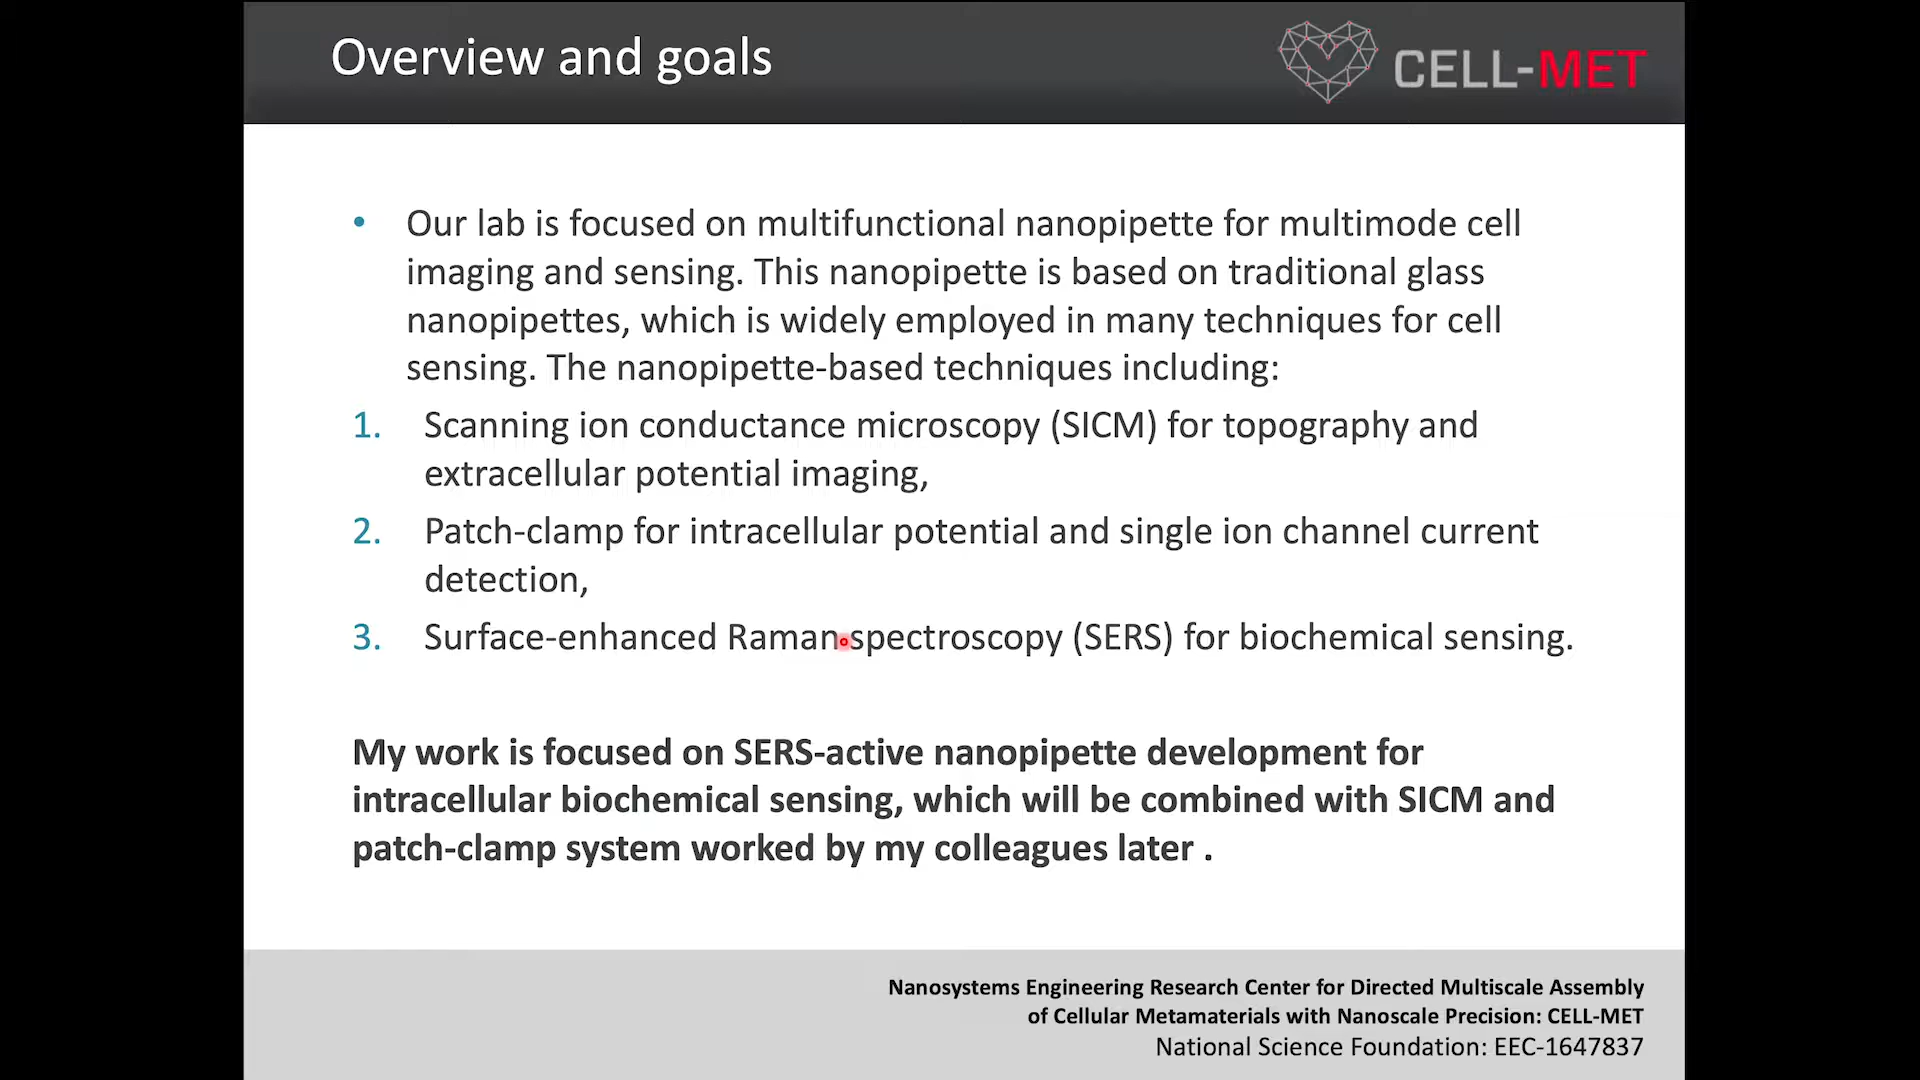 Overview and goals
CELL-MET
• Our lab is focused on multifunctional nanopipette for multimode cell
imaging and sensing. This nanopipette is based on traditional glass
nanopipettes, which is widely employed in many techniques for cell
sensing. The nanopipette-based techniques including:
1. Scanning ion conductance microscopy (SICM) for topography and
extracellular potential imaging,
2. Patch-clamp for intracellular potential and single ion channel current
detection,
3. Surface-enhanced Raman spectroscopy (SERS) for biochemical sensing.
My work is focused on SERS-active nanopipette development for
intracellular biochemical sensing, which will be combined with SICM and
patch-clamp system worked by my colleagues later .
Nanosystems Engineering Research Center for Directed Multiscale Assembly
of Cellular Metamaterials with Nanoscale Precision: CELL-MET
National Science Foundation: EEC-1647837